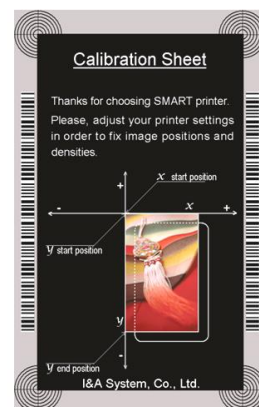 Calibration Sheet
Thanks for choosing SMART printer.
Please, adjust your printer settings
in order to fix image positions and
densities.
+
x start position
-
x
+
y start position
y
-
y end position
I&A System, Co., Ltd.